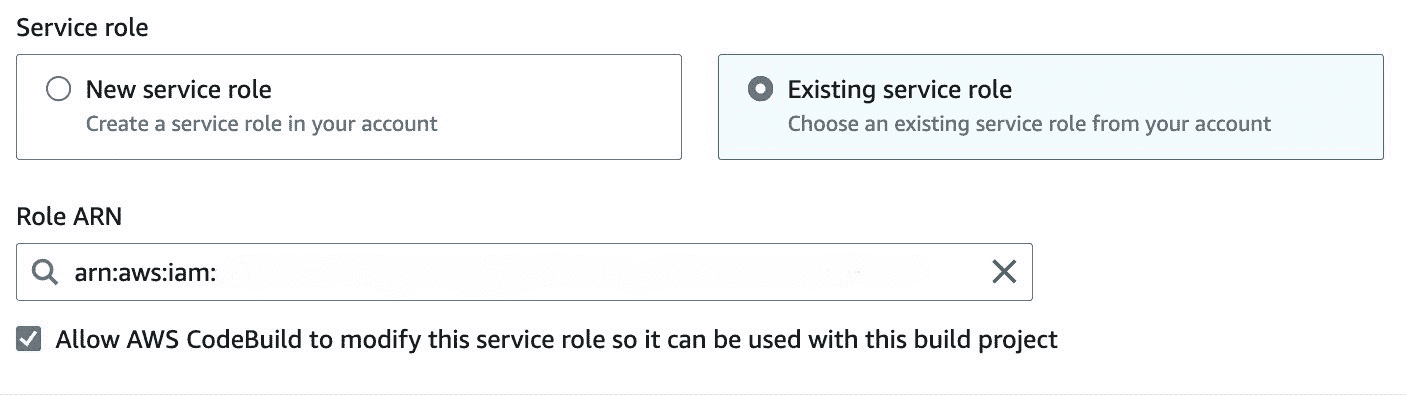 Service role
New service role
Create a service role in your account
Existing service role
Choose an existing service role from your account
Role ARN
arn:aws:iam:
Allow AWS CodeBuild to modify this service role so it can be used with this build project